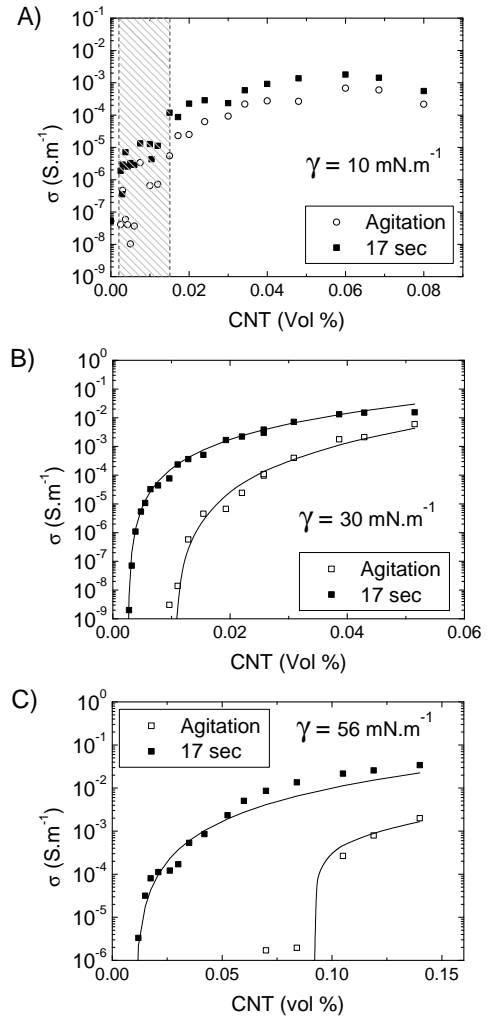 A)
10^-1
10^-2
10^-3
10^-4
10^-5
10^-6
10^-7
10^-8
10^-9
σ (S.m^-1)
γ = 10 mN.m^-1
Agitation
17 sec
0.00 0.02 0.04 0.06 0.08
CNT (Vol %)
B)
10^0
10^-1
10^-2
10^-3
10^-4
10^-5
10^-6
10^-7
10^-8
10^-9
σ (S.m^-1)
γ = 30 mN.m^-1
Agitation
17 sec
0.00 0.02 0.04 0.06
CNT (Vol %)
C)
10^0
10^-1
10^-2
10^-3
10^-4
10^-5
10^-6
σ (S.m^-1)
Agitation
17 sec
γ = 56 mN.m^-1
0.00 0.05 0.10 0.15
CNT (vol %)